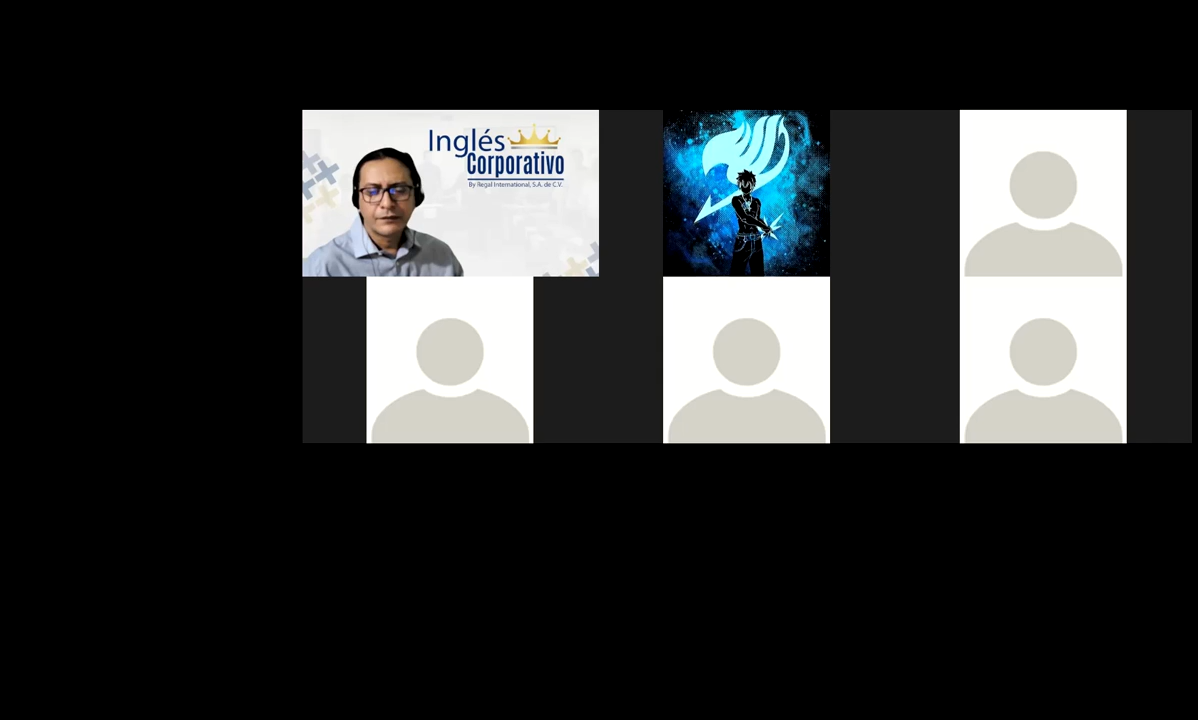 Inglés
Corporativo
By Regal International, S.A. de C.V.